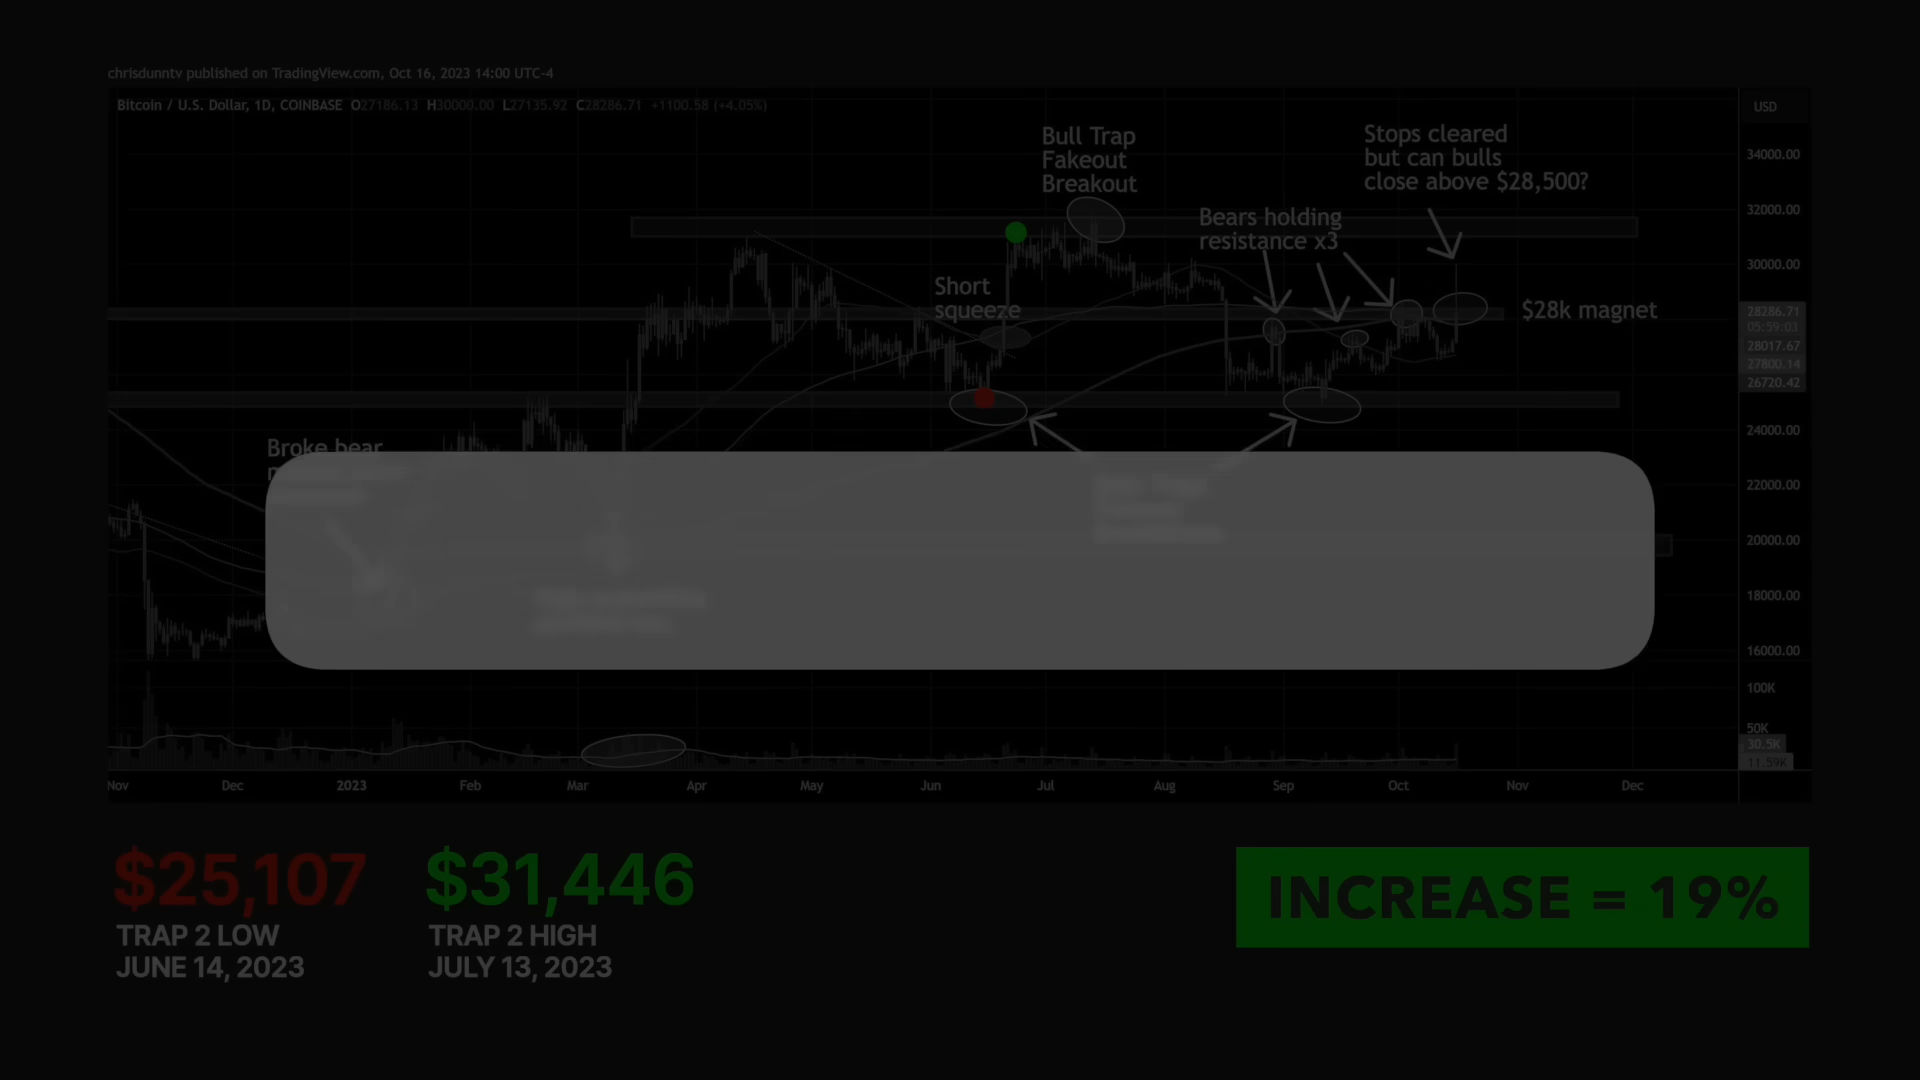 chrisdunntv published on TradingView.com, Oct 16, 2023 14:00 UTC-4
Bitcoin / U.S. Dollar, 1D, COINBASE O27186.13 H30000.00 L27135.92 C28286.71 +1100.58 (+4.05%)
USD
Bull Trap
Fakeout
Breakout
Stops cleared
but can bulls
close above $28,500?
34000.00
32000.00
Bears holding
resistance x3
30000.00
Short
squeeze
$28k magnet
28286.71
05:59:03
28017.67
27800.14
26720.42
24000.00
Broke bear
22000.00
20000.00
18000.00
16000.00
100K
50K
30.5K
11.59K
Nov Dec 2023 Feb Mar Apr May Jun Jul Aug Sep Oct Nov Dec
$25,107
TRAP 2 LOW
JUNE 14, 2023
$31,446
TRAP 2 HIGH
JULY 13, 2023
INCREASE = 19%